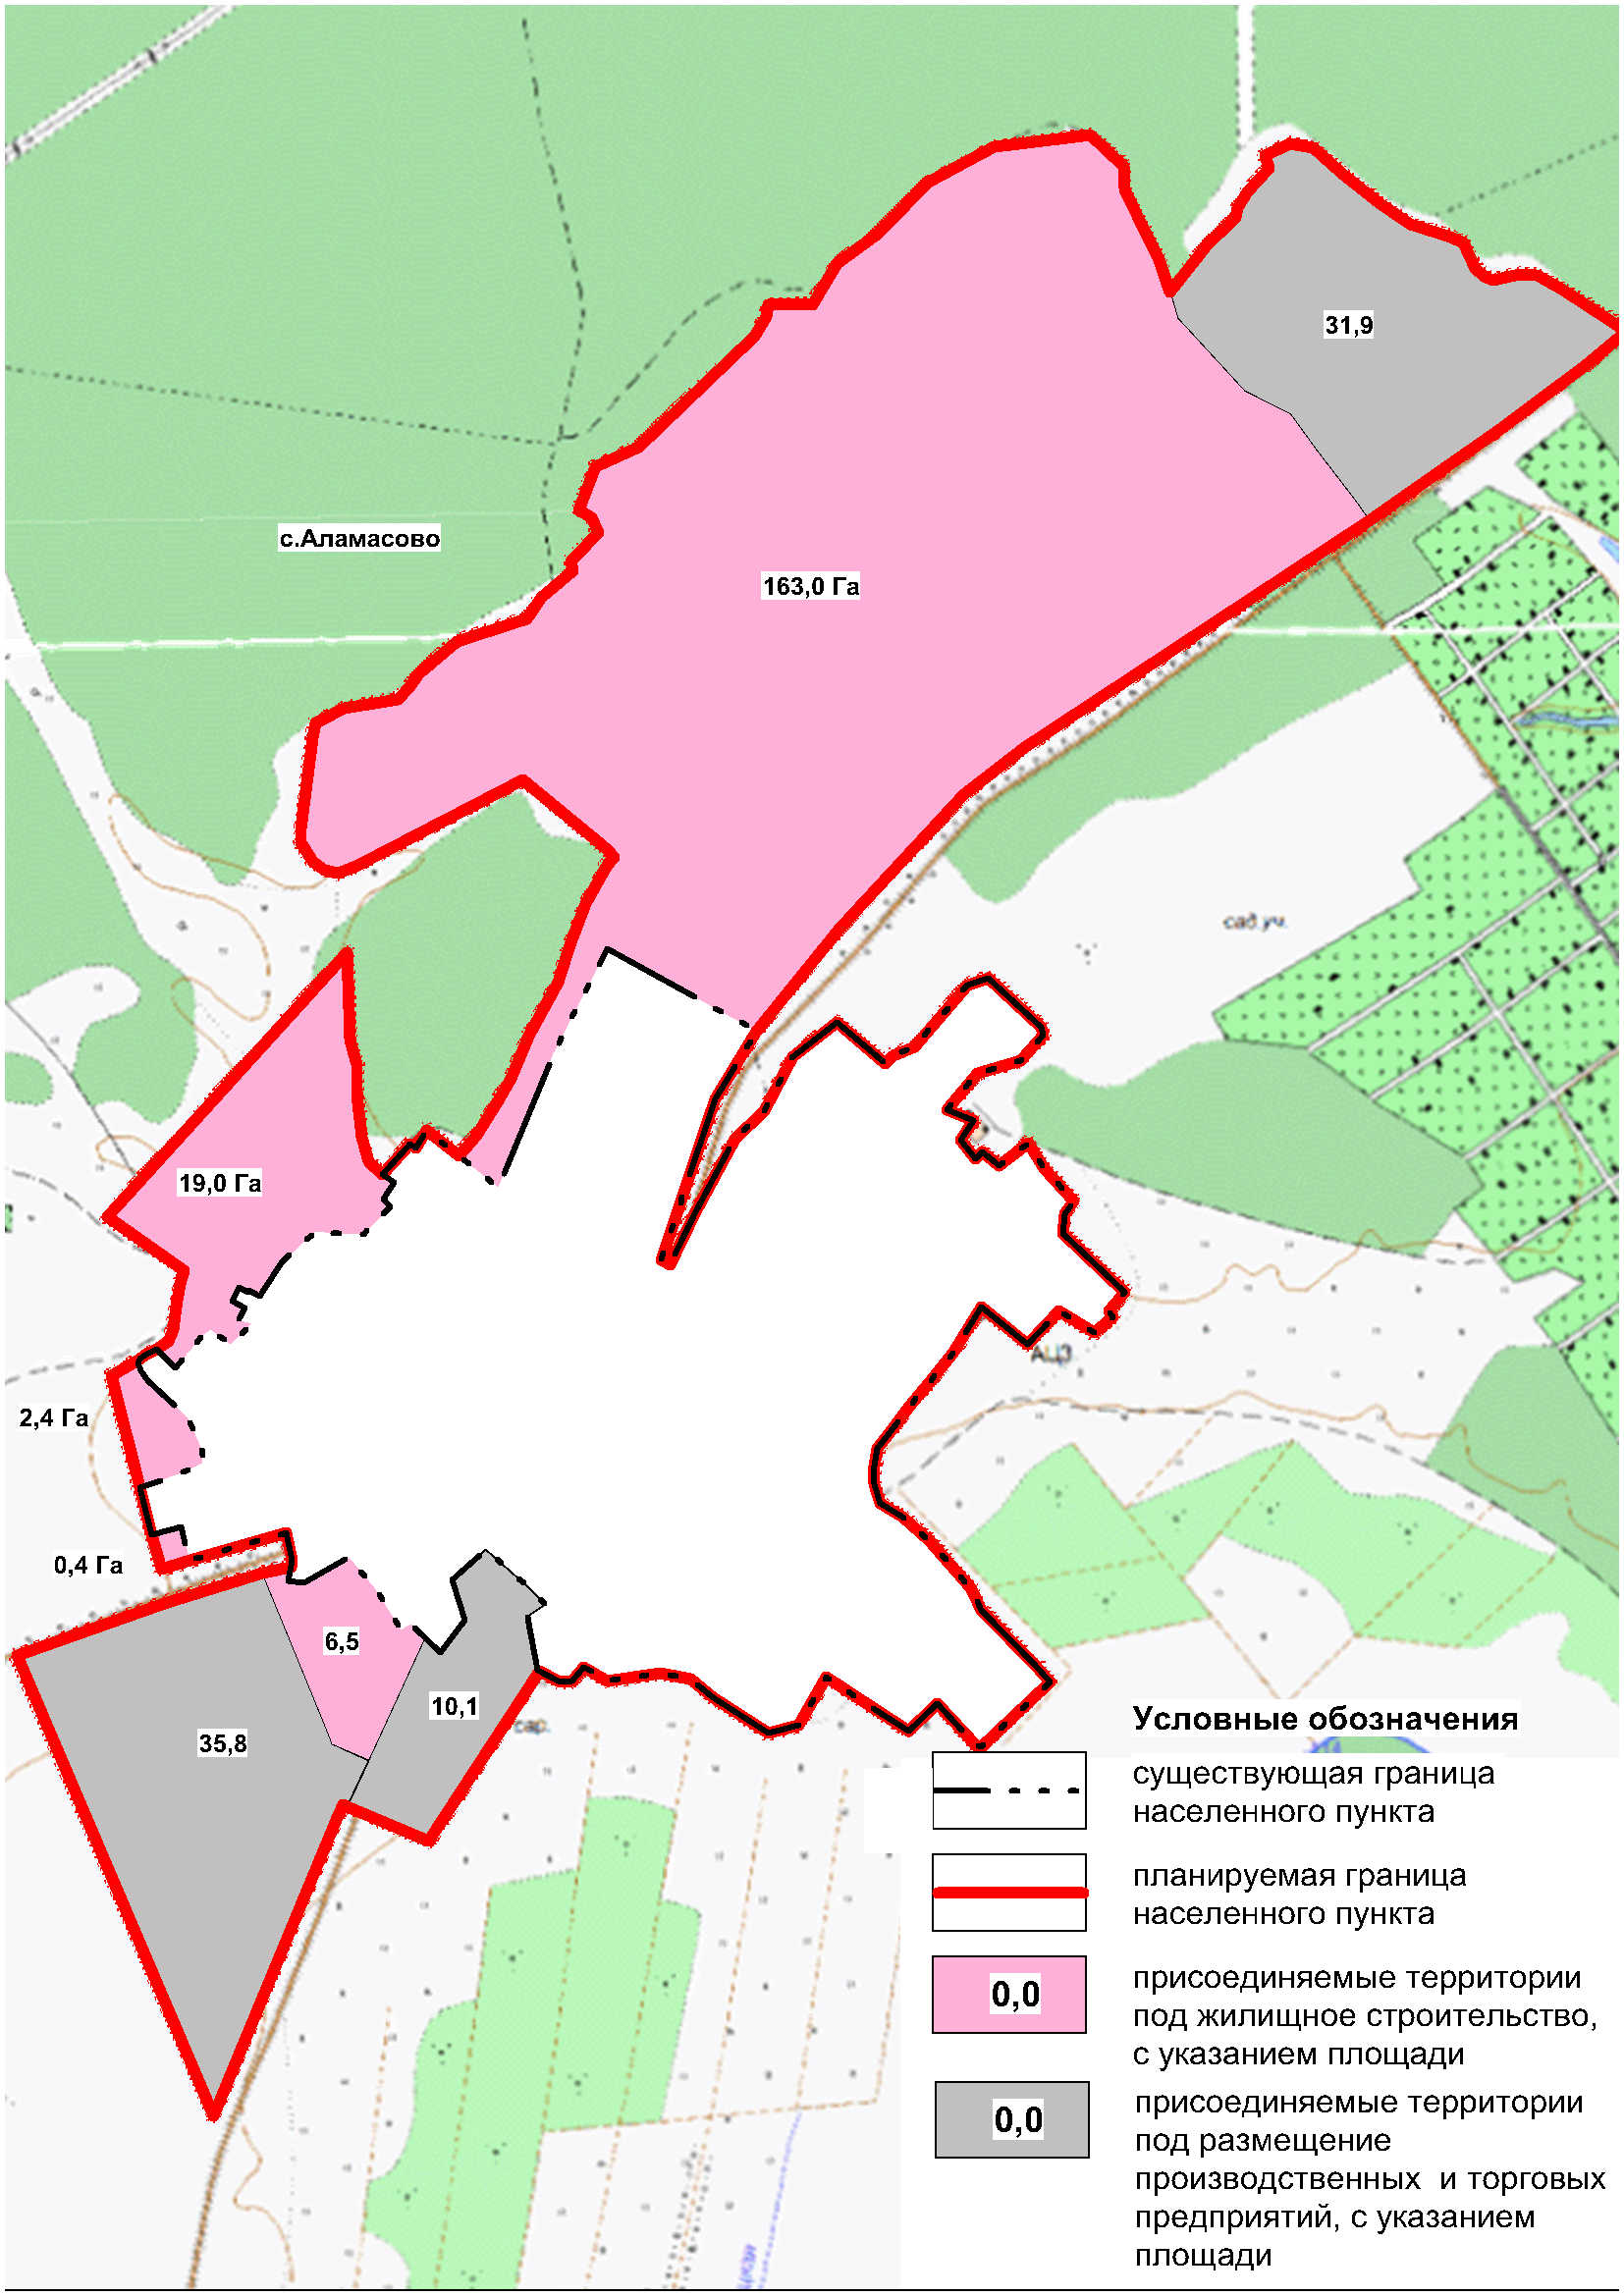 31,9
с.Аламасово
163,0 Га
сад.уч.
19,0 Га
АЦЗ
2,4 Га
0,4 Га
6,5
10,1
сар.
35,8
Условные обозначения
существующая граница
населенного пункта
планируемая граница
населенного пункта
0,0
присоединяемые территории
под жилищное строительство,
с указанием площади
0,0
присоединяемые территории
под размещение
производственных и торговых
предприятий, с указанием
площади